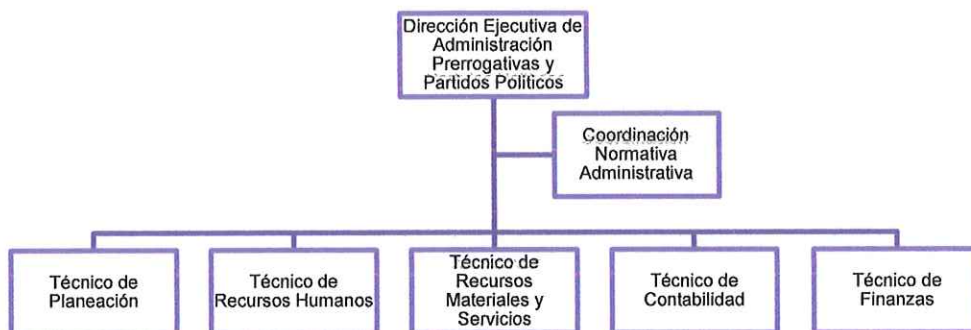 Dirección Ejecutiva de
Administración
Prerrogativas y
Partidos Políticos
Coordinación
Normativa
Administrativa
Técnico de
Planeación
Técnico de
Recursos Humanos
Técnico de
Recursos
Materiales y
Servicios
Técnico de
Contabilidad
Técnico de
Finanzas